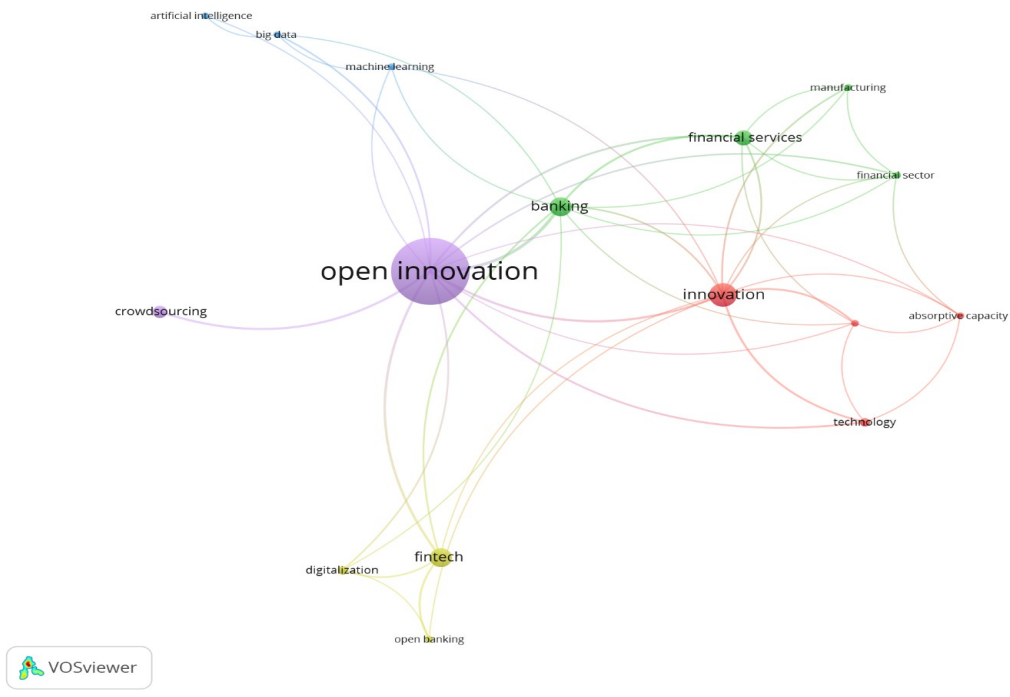 artificial intelligence
big data
machine learning
manufacturing
financial services
financial sector
banking
open innovation
innovation
crowdsourcing
absorptive capacity
technology
fintech
digitalization
open banking
VOSviewer